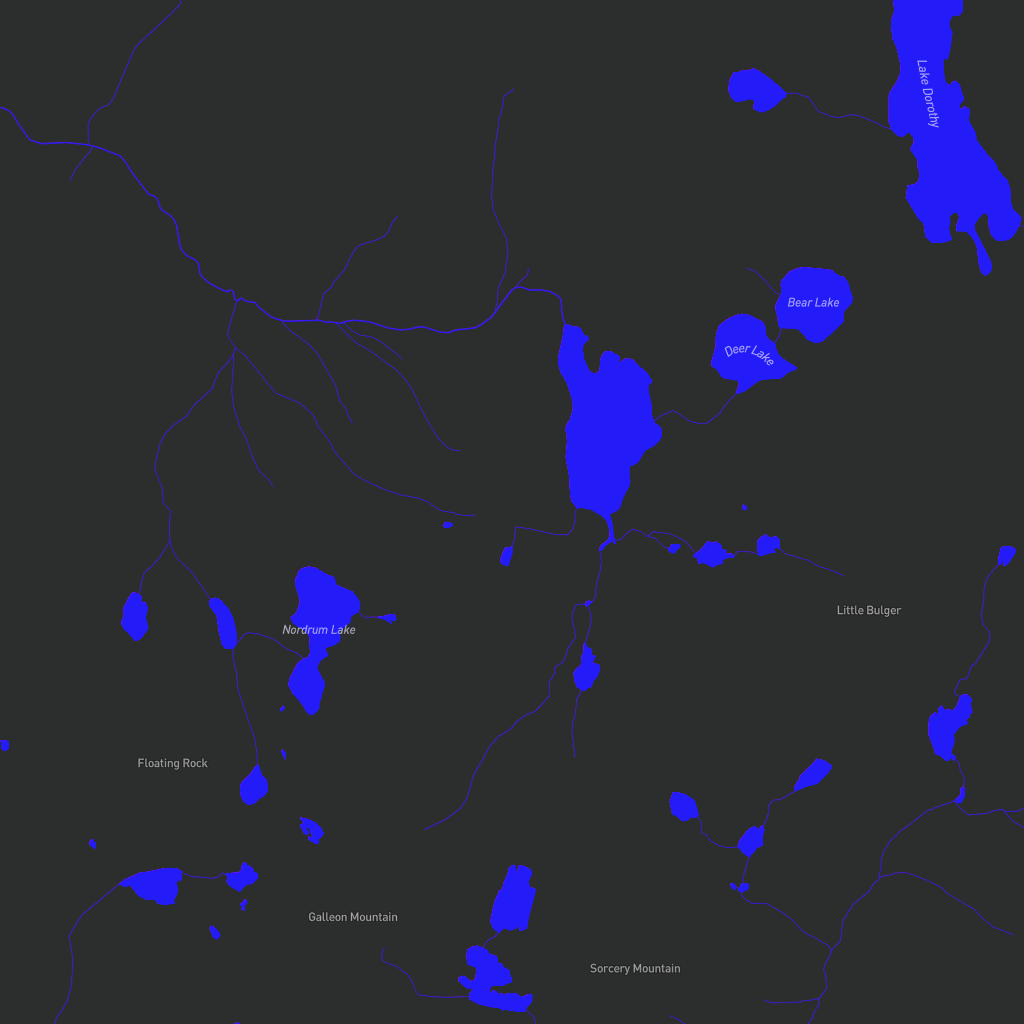 Lake Dorothy
Bear Lake
Deer Lake
Little Bulger
Nordrum Lake
Floating Rock
Galleon Mountain
Sorcery Mountain